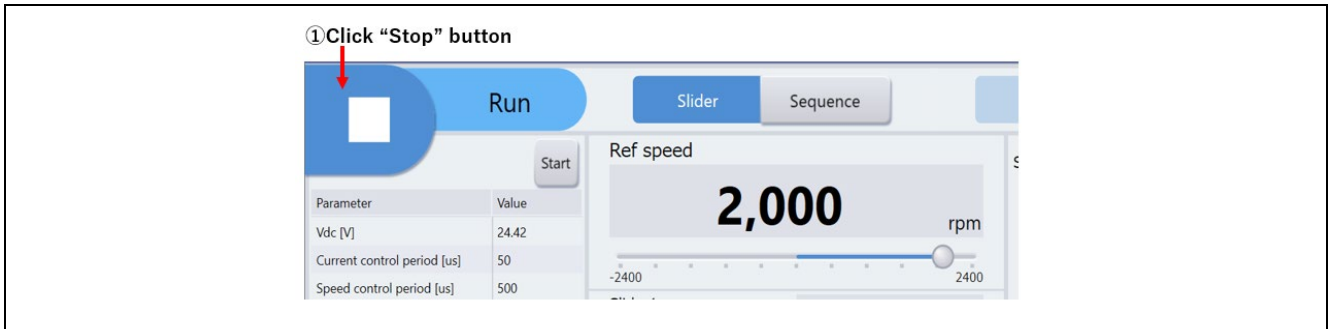 ①Click “Stop” button
Run
Slider
Sequence
Start
Ref speed
2,000
rpm
-2400
2400
Parameter Value
Vdc [V] 24.42
Current control period [us] 50
Speed control period [us] 500